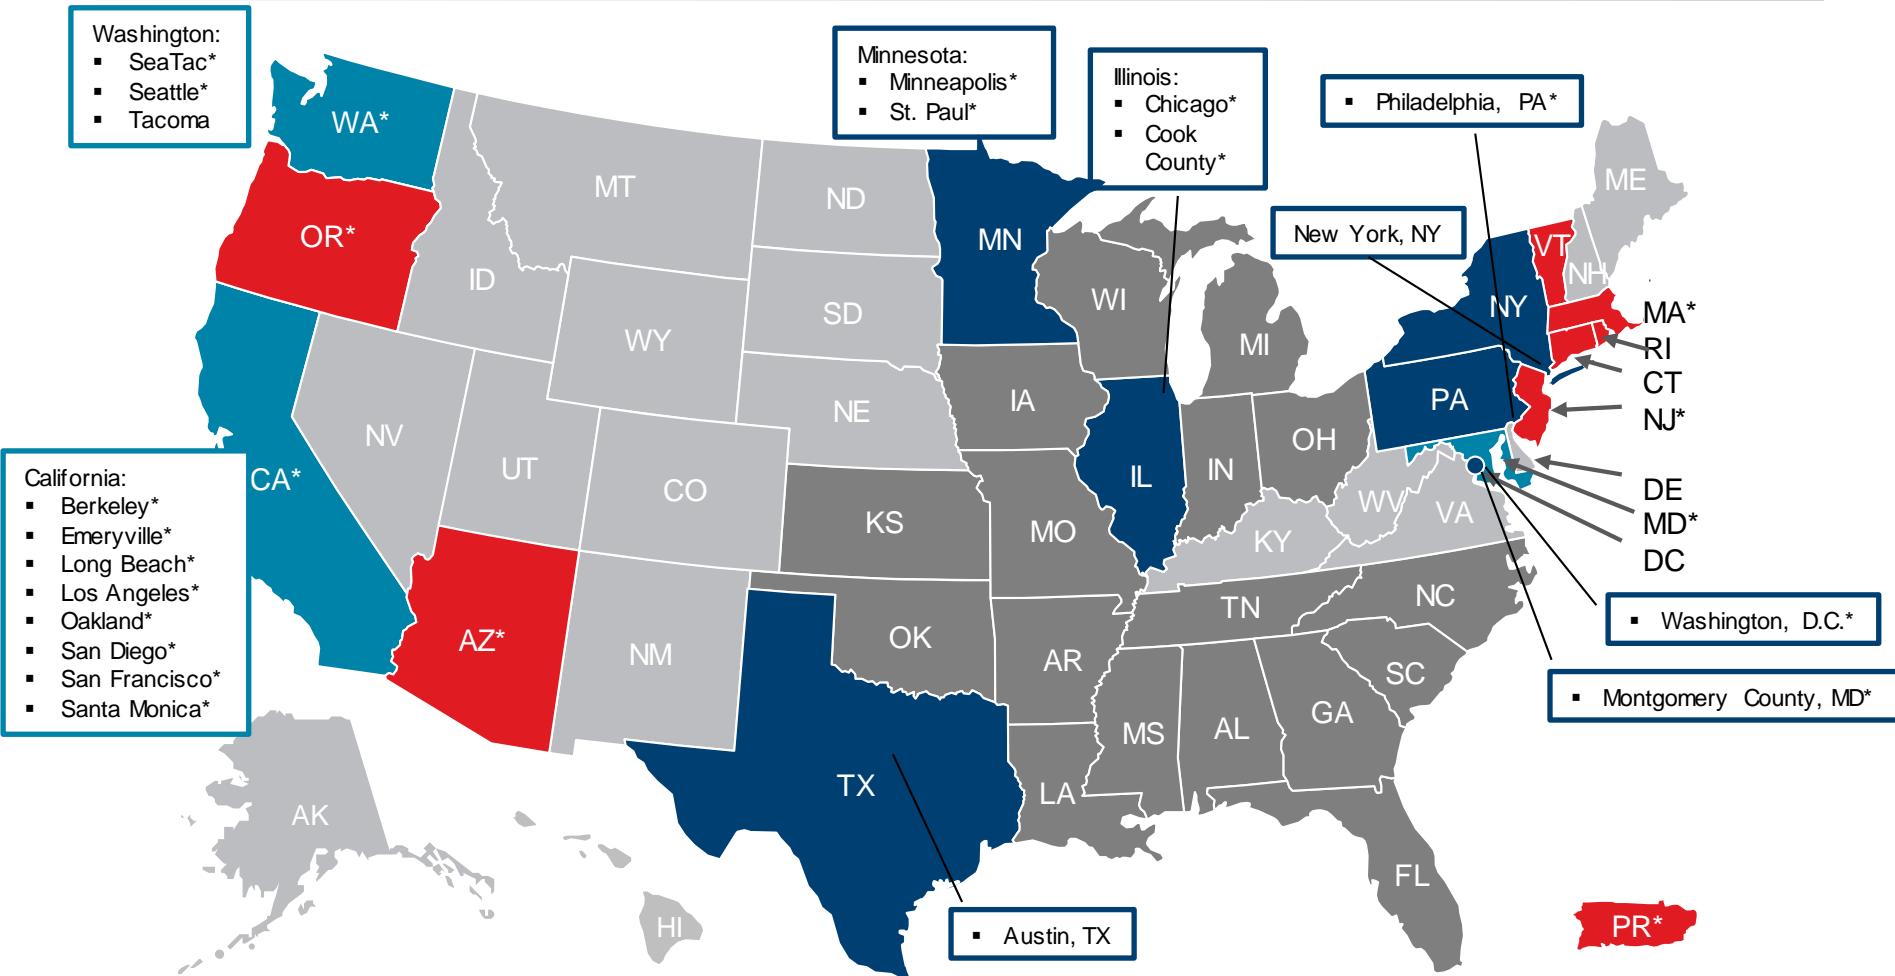 Washington:
▪ SeaTac*
▪ Seattle*
▪ Tacoma
Minnesota:
▪ Minneapolis*
▪ St. Paul*
Illinois:
▪ Chicago*
▪ Cook
County*
▪ Philadelphia, PA*
New York, NY
California:
▪ Berkeley*
▪ Emeryville*
▪ Long Beach*
▪ Los Angeles*
▪ Oakland*
▪ San Diego*
▪ San Francisco*
▪ Santa Monica*
▪ Washington, D.C.*
▪ Montgomery County, MD*
▪ Austin, TX
WA*
OR*
CA*
MT
ID
WY
NV
UT
CO
AZ*
NM
ND
SD
NE
KS
OK
TX
MN
IA
MO
AR
LA
WI
IL
MI
IN
OH
KY
TN
MS
AL
GA
FL
SC
NC
VA
WV
PA
NY
VT
NH
ME
MA*
RI
CT
NJ*
DE
MD*
DC
AK
HI
PR*